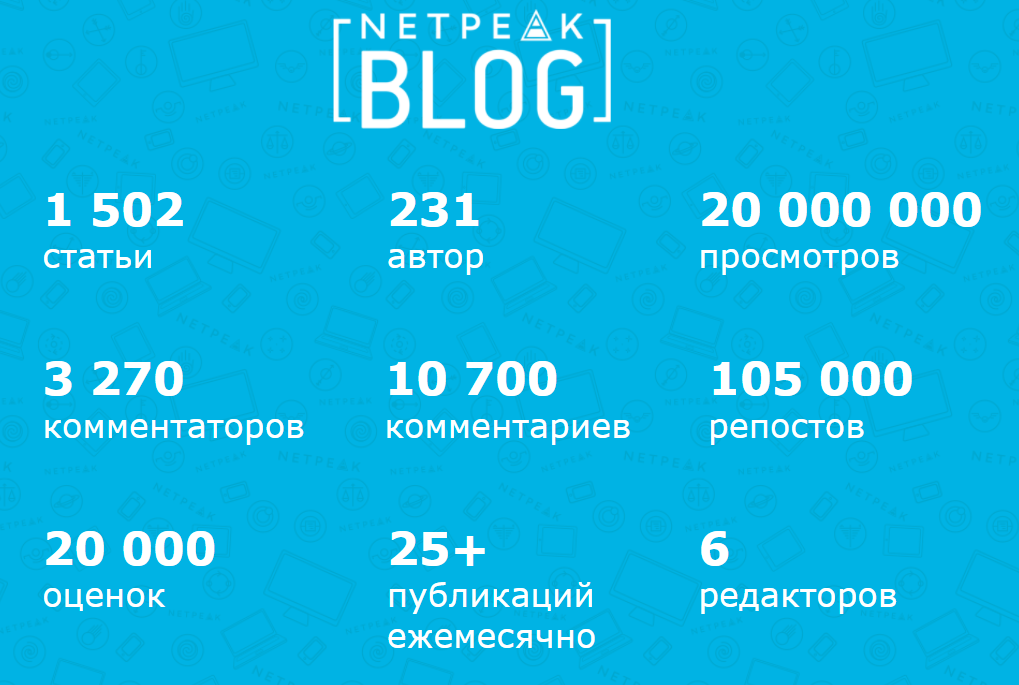 NETPEAK
BLOG
1 502
статьи
231
автор
20 000 000
просмотров
3 270
комментаторов
10 700
комментариев
105 000
репостов
20 000
оценок
25+
публикаций
ежемесячно
6
редакторов